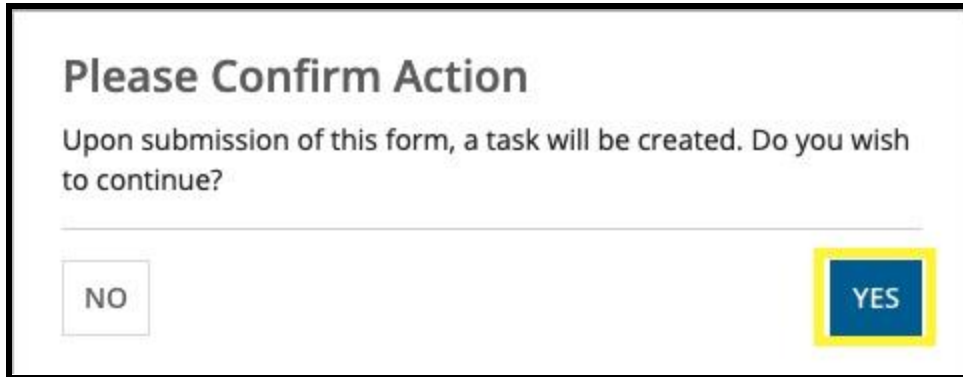 Please Confirm Action
Upon submission of this form, a task will be created. Do you wish
to continue?
NO
YES